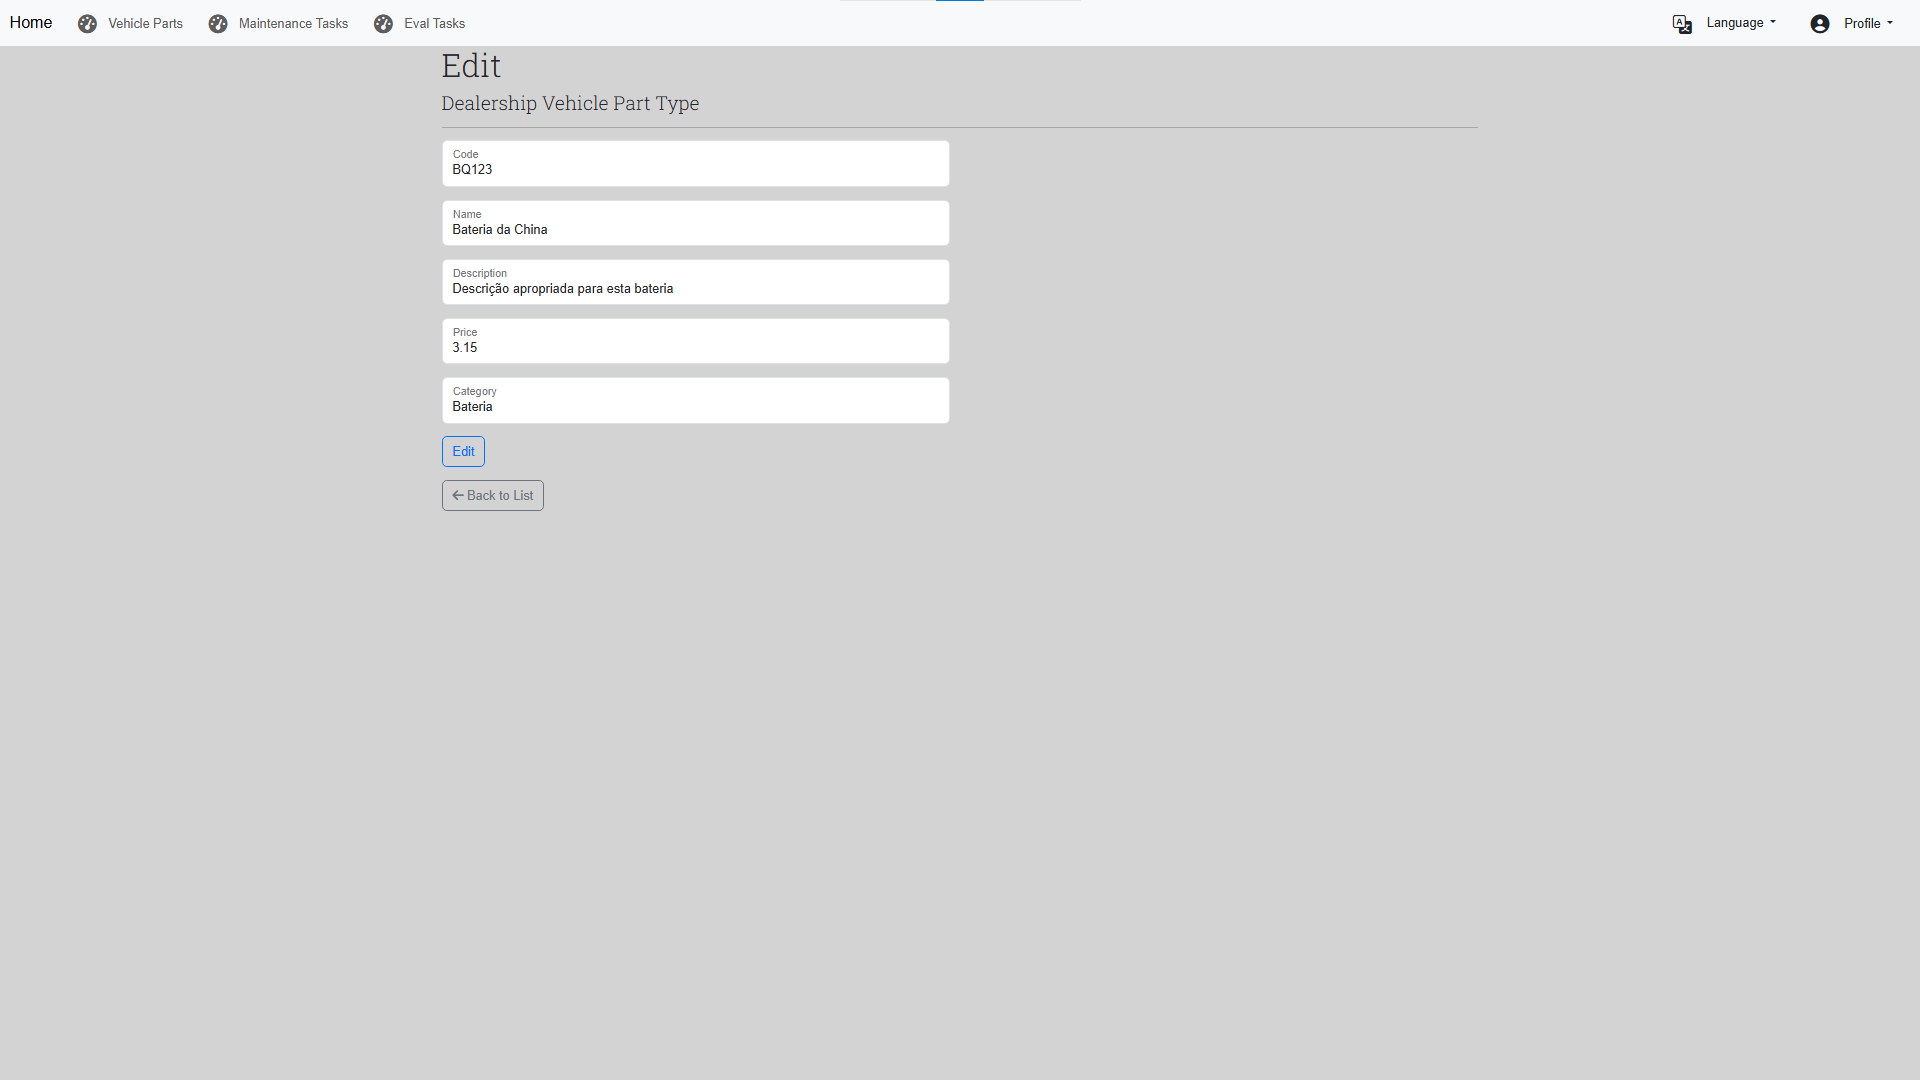 Home Vehicle Parts Maintenance Tasks Eval Tasks Language Profile
Edit
Dealership Vehicle Part Type
Code
BQ123
Name
Bateria da China
Description
Descrição apropriada para esta bateria
Price
3.15
Category
Bateria
Edit
Back to List